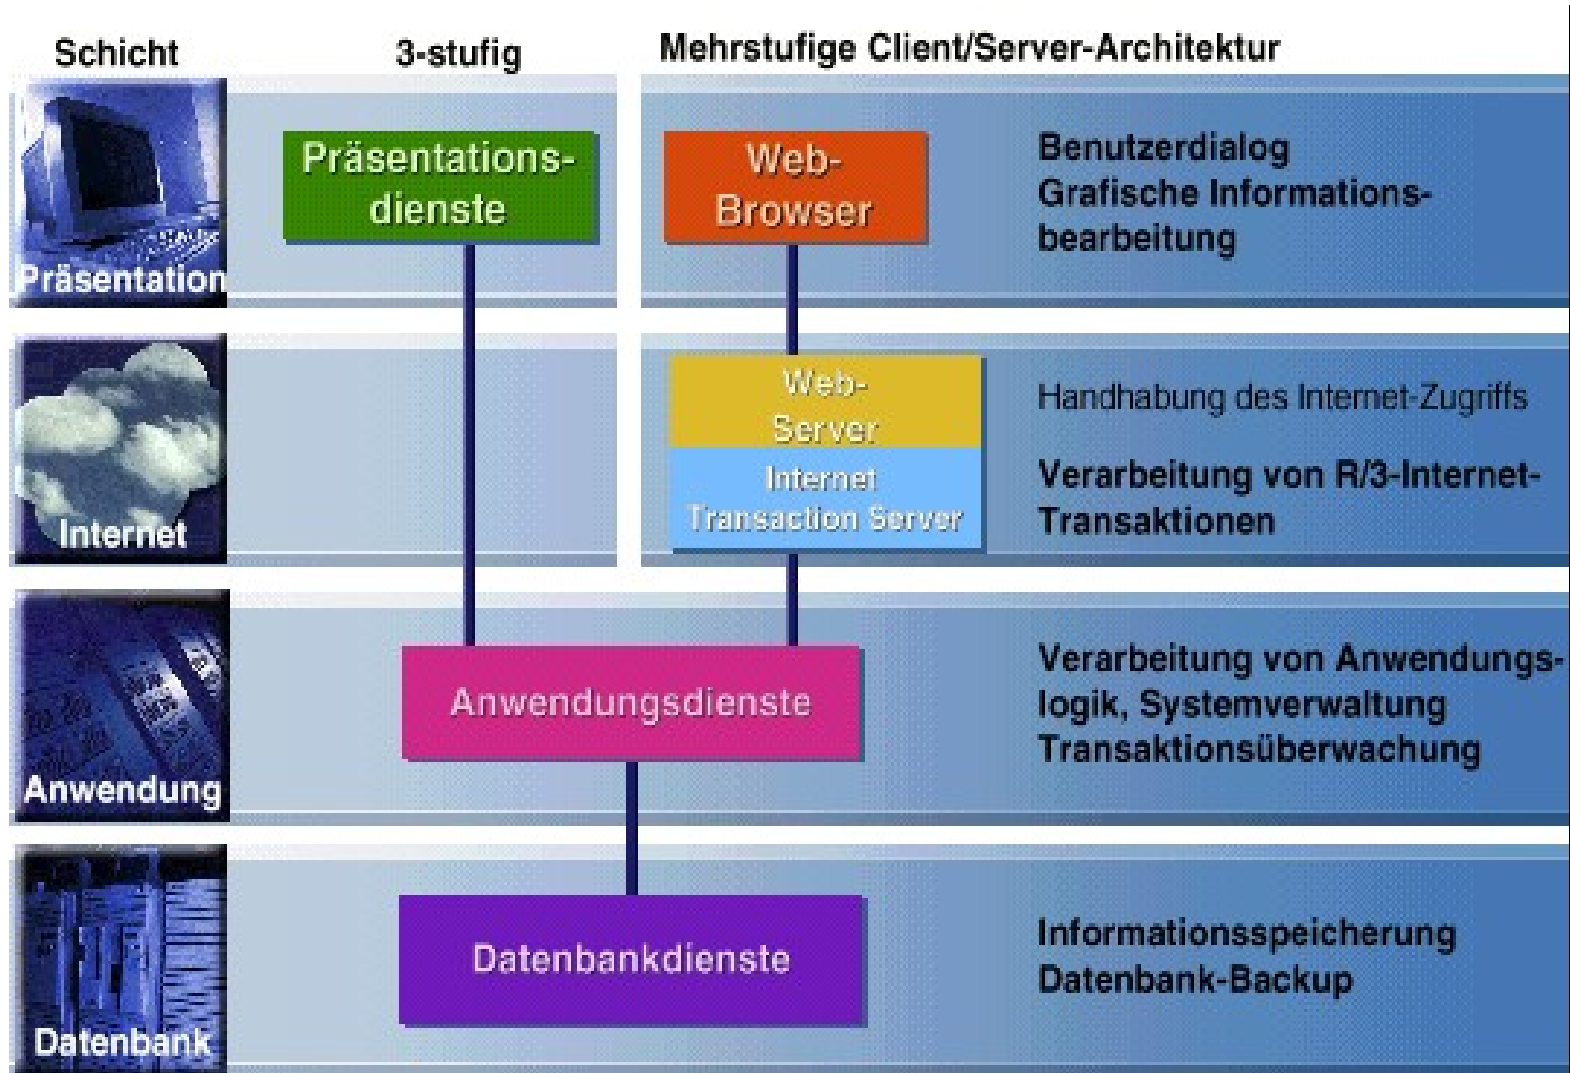 Schicht
3-stufig
Mehrstufige Client/Server-Architektur
Präsentation
Präsentations-
dienste
Web-
Browser
Benutzerdialog
Grafische Informations-
bearbeitung
Internet
Web-
Server
Internet
Transaction Server
Handhabung des Internet-Zugriffs
Verarbeitung von R/3-Internet-
Transaktionen
Anwendung
Anwendungsdienste
Verarbeitung von Anwendungs-
logik, Systemverwaltung
Transaktionsüberwachung
Datenbank
Datenbankdienste
Informationsspeicherung
Datenbank-Backup